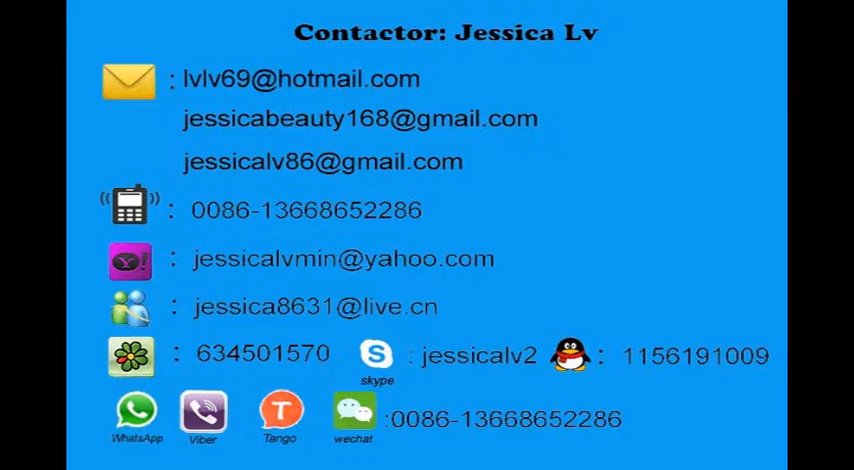 Contactor: Jessica Lv
: lvlv69@hotmail.com
jessicabeauty168@gmail.com
jessicalv86@gmail.com
: 0086-13668652286
Y! : jessicalvmin@yahoo.com
: jessica8631@live.cn
: 634501570 S skype : jessicalv2 : 1156191009
WhatsApp Viber T Tango wechat :0086-13668652286